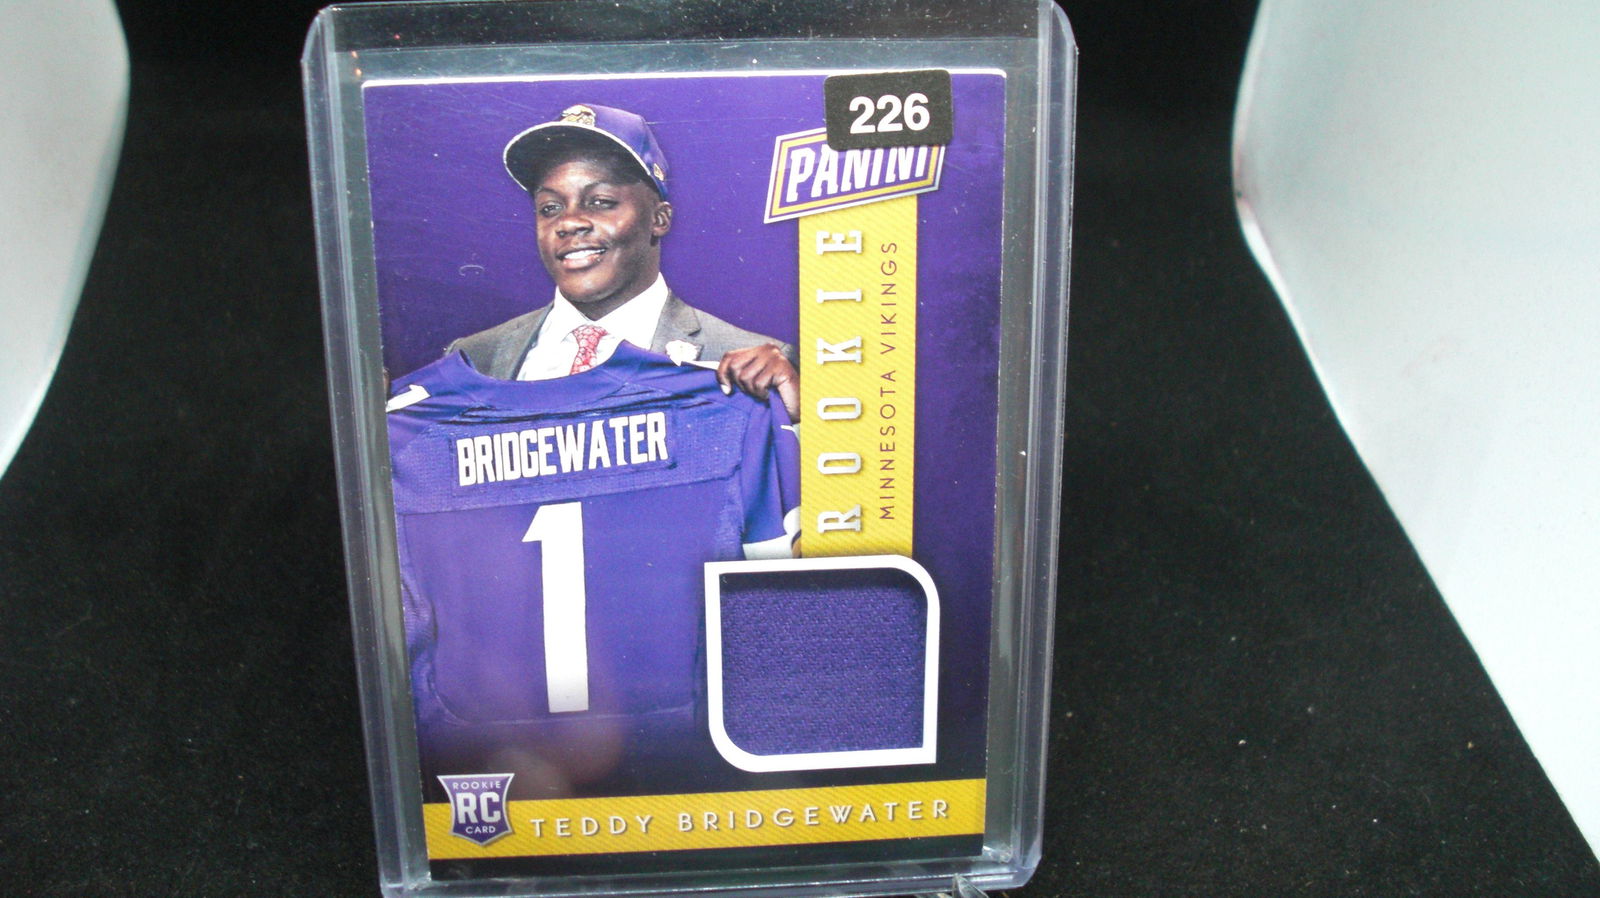 226
PANINI
ROOKIE
MINNESOTA VIKINGS
BRIDGEWATER
1
ROOKIE
RC
CARD
TEDDY BRIDGEWATER